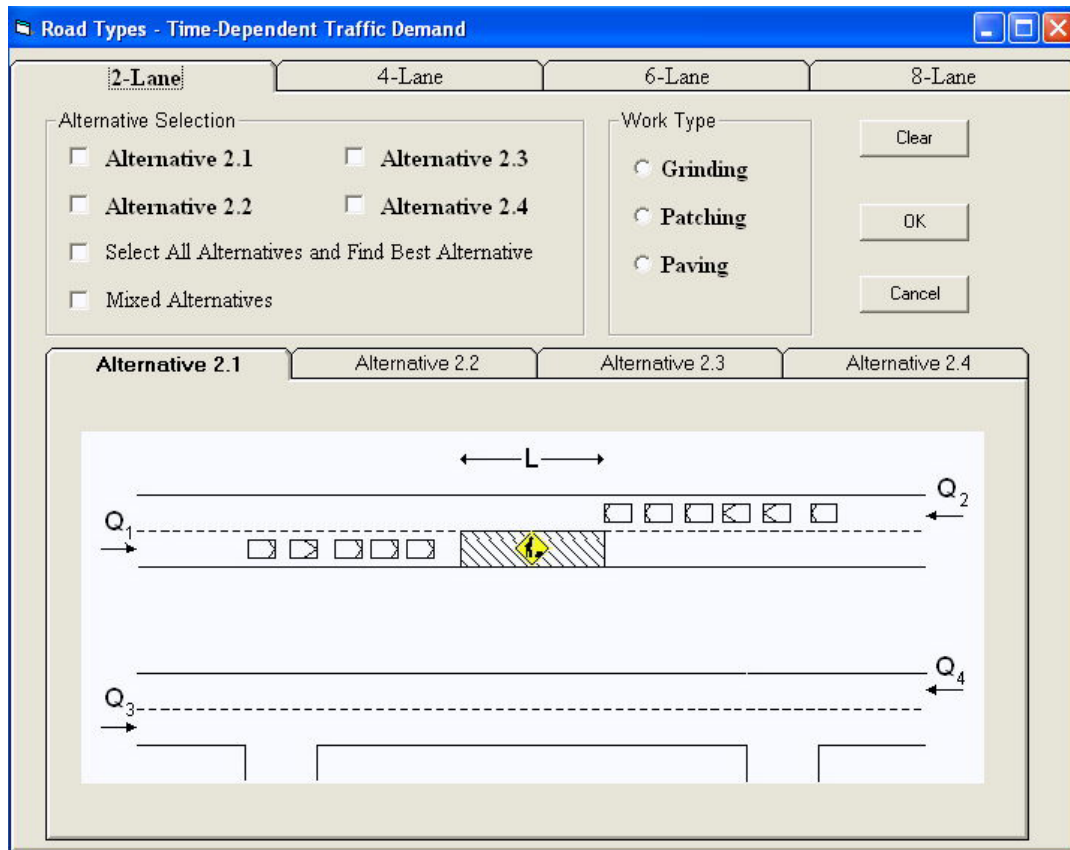 Road Types - Time-Dependent Traffic Demand
2-Lane 4-Lane 6-Lane 8-Lane
Alternative Selection
Alternative 2.1 Alternative 2.3
Alternative 2.2 Alternative 2.4
Select All Alternatives and Find Best Alternative
Mixed Alternatives
Work Type
Grinding
Patching
Paving
Clear
OK
Cancel
Alternative 2.1 Alternative 2.2 Alternative 2.3 Alternative 2.4
L
Q2
Q1
Q4
Q3